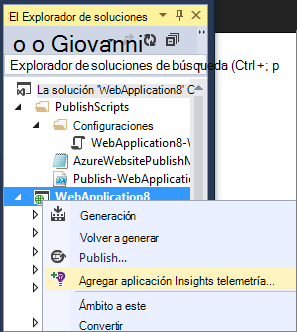 El Explorador de soluciones
o o Giovanni
Explorador de soluciones de búsqueda (Ctrl +; p
La solución 'WebApplication8' C
PublishScripts
Configuraciones
WebApplication8-W
AzureWebsitePublishM
Publish-WebApplication
WebApplication8
Generación
Volver a generar
Publish...
Agregar aplicación Insights telemetría...
Ámbito a este
Convertir